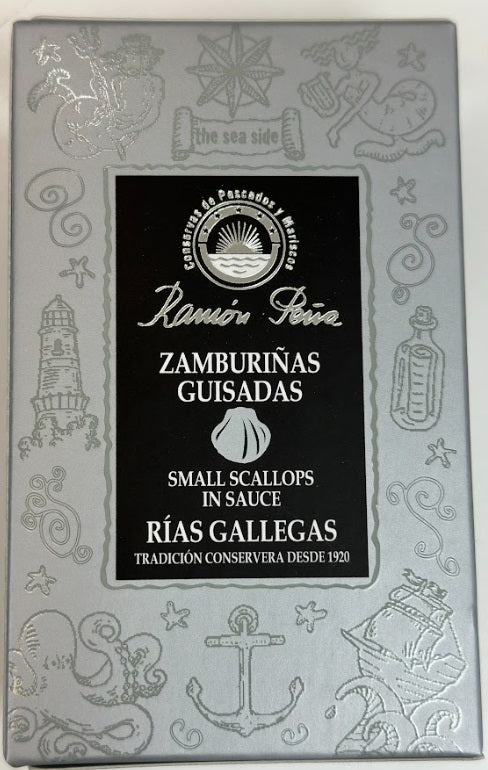 the sea side
Conservas de Pescados y Mariscos
Ramón Peña
ZAMBURIÑAS
GUISADAS
SMALL SCALLOPS
IN SAUCE
RÍAS GALLEGAS
TRADICIÓN CONSERVERA DESDE 1920